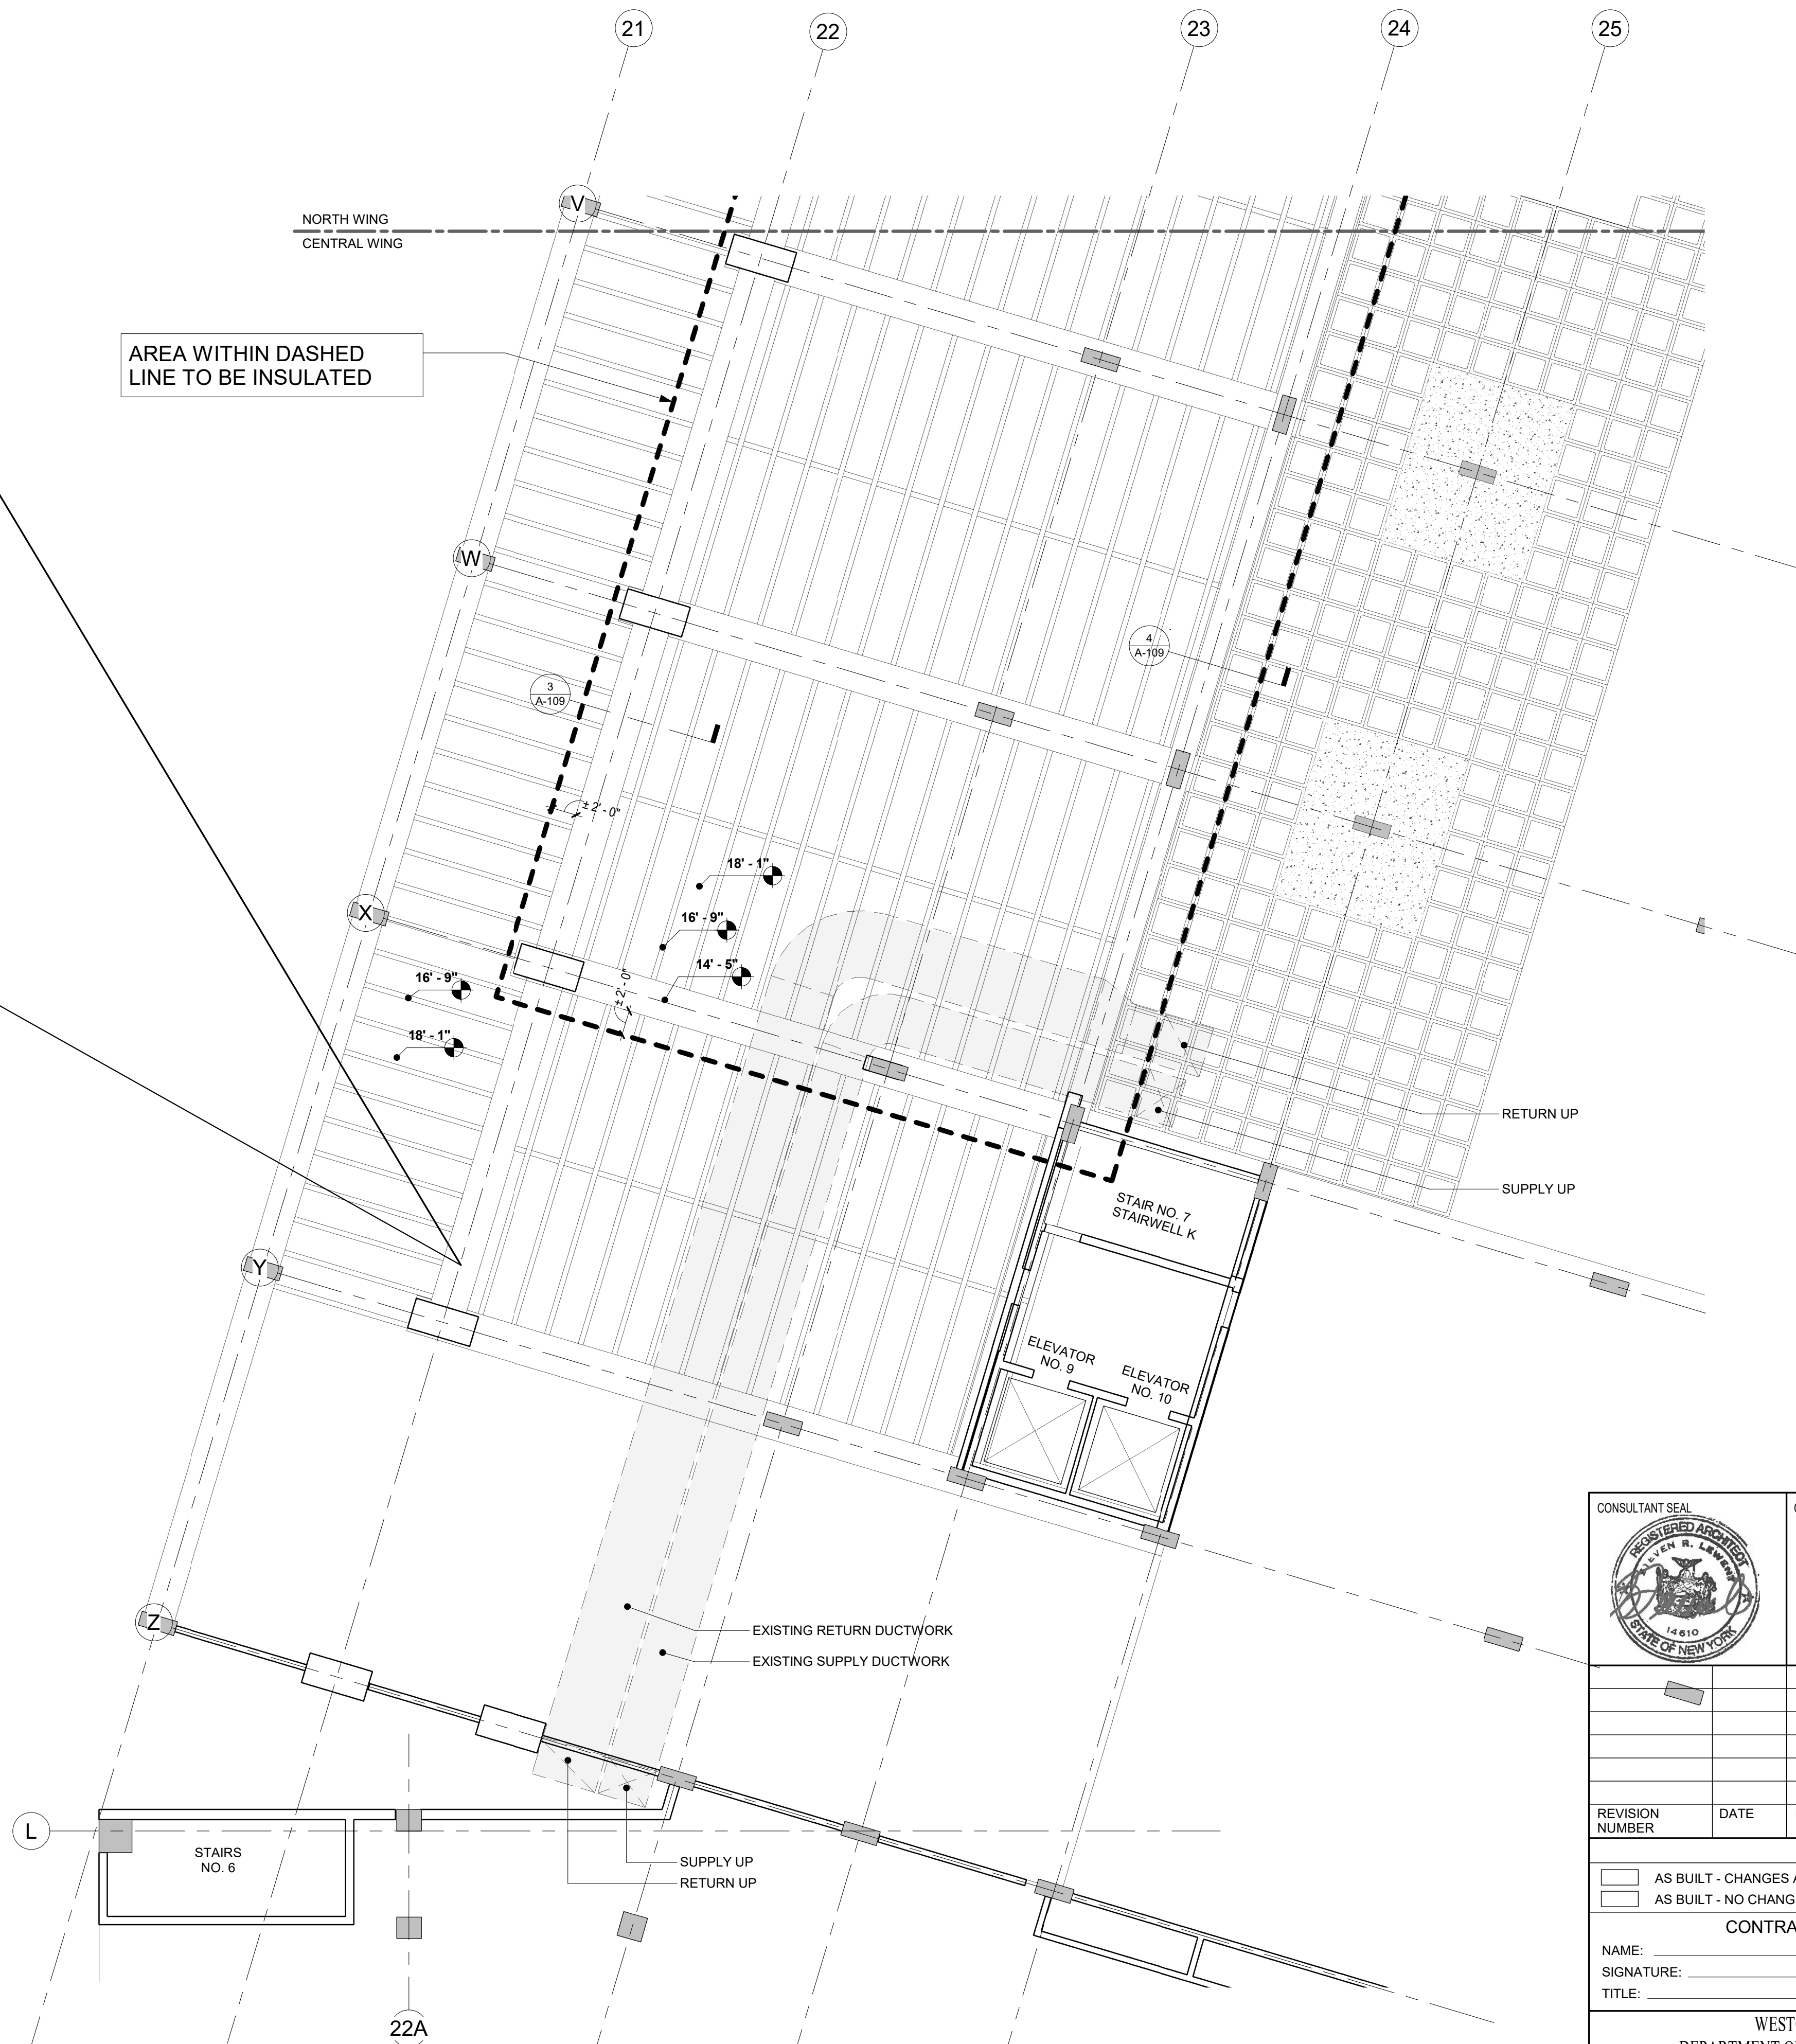 21
22
23
24
25
V
NORTH WING
CENTRAL WING
AREA WITHIN DASHED
LINE TO BE INSULATED
W
4
A-109
3
A-109
± 2' - 0"
18' - 1"
X
16' - 9"
14' - 5"
± 2' - 0"
16' - 9"
18' - 1"
RETURN UP
SUPPLY UP
STAIR NO. 7
STAIRWELL K
Y
ELEVATOR
NO. 9
ELEVATOR
NO. 10
CONSULTANT SEAL
REGISTERED ARCHITECT
STEVEN R. LEWENT
14610
STATE OF NEW YORK
Z
EXISTING RETURN DUCTWORK
EXISTING SUPPLY DUCTWORK
REVISION
NUMBER
DATE
L
STAIRS
NO. 6
SUPPLY UP
RETURN UP
AS BUILT - CHANGES A
AS BUILT - NO CHANG
CONTRA
NAME:
SIGNATURE:
TITLE:
22A
WEST
DEPARTMENT O